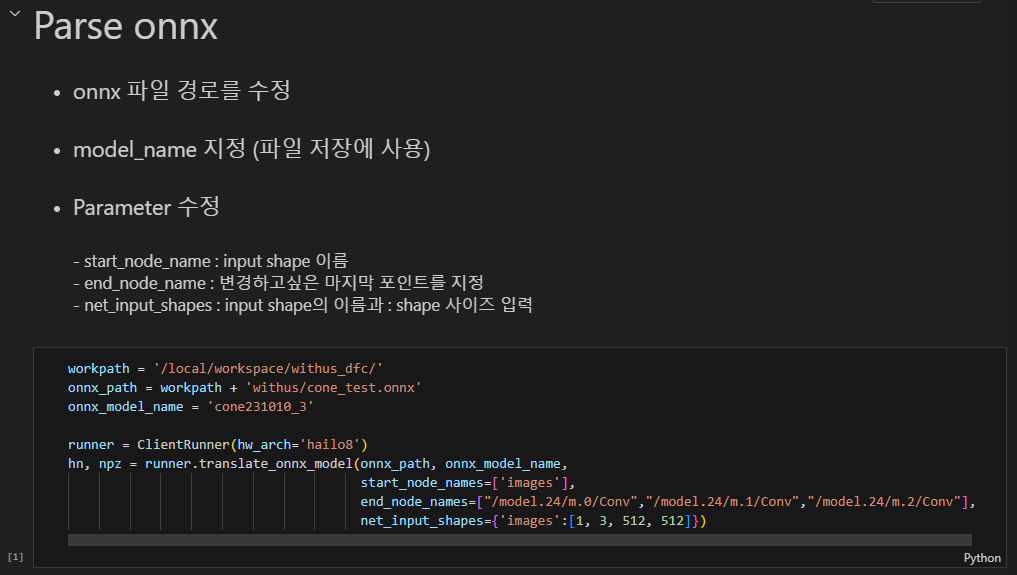 Parse onnx
• onnx 파일 경로를 수정
• model_name 지정 (파일 저장에 사용)
• Parameter 수정
- start_node_name : input shape 이름
- end_node_name : 변경하고싶은 마지막 포인트를 지정
- net_input_shapes : input shape의 이름과 : shape 사이즈 입력
workpath = '/local/workspace/withus_dfc/'
onnx_path = workpath + 'withus/cone_test.onnx'
onnx_model_name = 'cone231010_3'
runner = ClientRunner(hw_arch='hailo8')
hn, npz = runner.translate_onnx_model(onnx_path, onnx_model_name,
start_node_names=['images'],
end_node_names=["/model.24/m.0/Conv","/model.24/m.1/Conv","/model.24/m.2/Conv"],
net_input_shapes={'images':[1, 3, 512, 512]})
[1]
Python